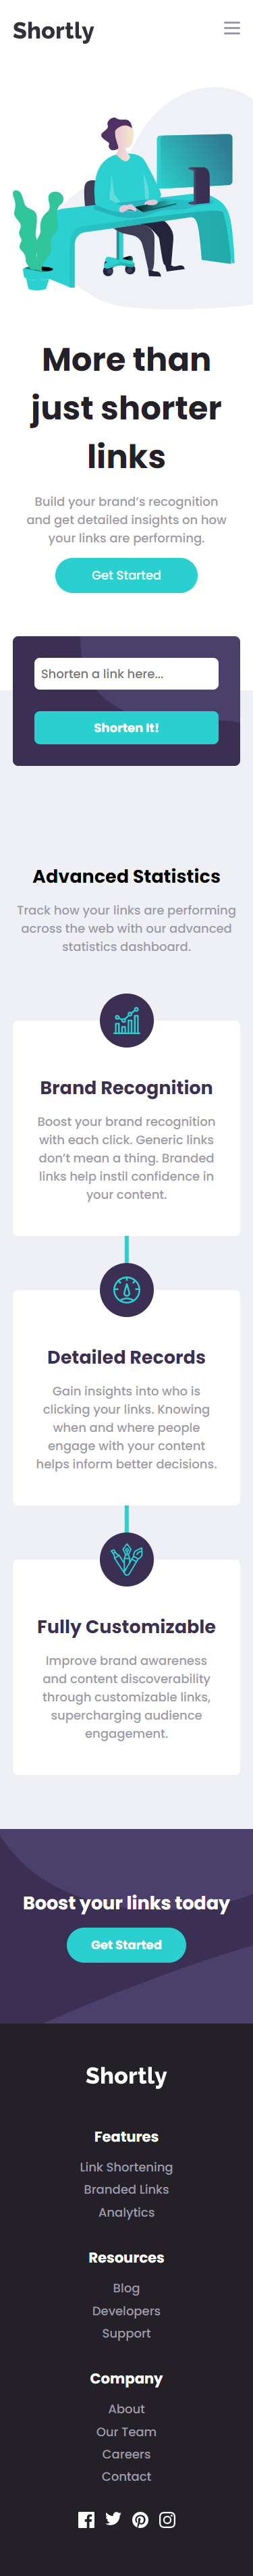 Shortly
More than
just shorter
links
Build your brand’s recognition
and get detailed insights on how
your links are performing.
Get Started
Shorten a link here...
Shorten It!
Advanced Statistics
Track how your links are performing
across the web with our advanced
statistics dashboard.
Brand Recognition
Boost your brand recognition
with each click. Generic links
don’t mean a thing. Branded
links help instil confidence in
your content.
Detailed Records
Gain insights into who is
clicking your links. Knowing
when and where people
engage with your content
helps inform better decisions.
Fully Customizable
Improve brand awareness
and content discoverability
through customizable links,
supercharging audience
engagement.
Boost your links today
Get Started
Shortly
Features
Link Shortening
Branded Links
Analytics
Resources
Blog
Developers
Support
Company
About
Our Team
Careers
Contact